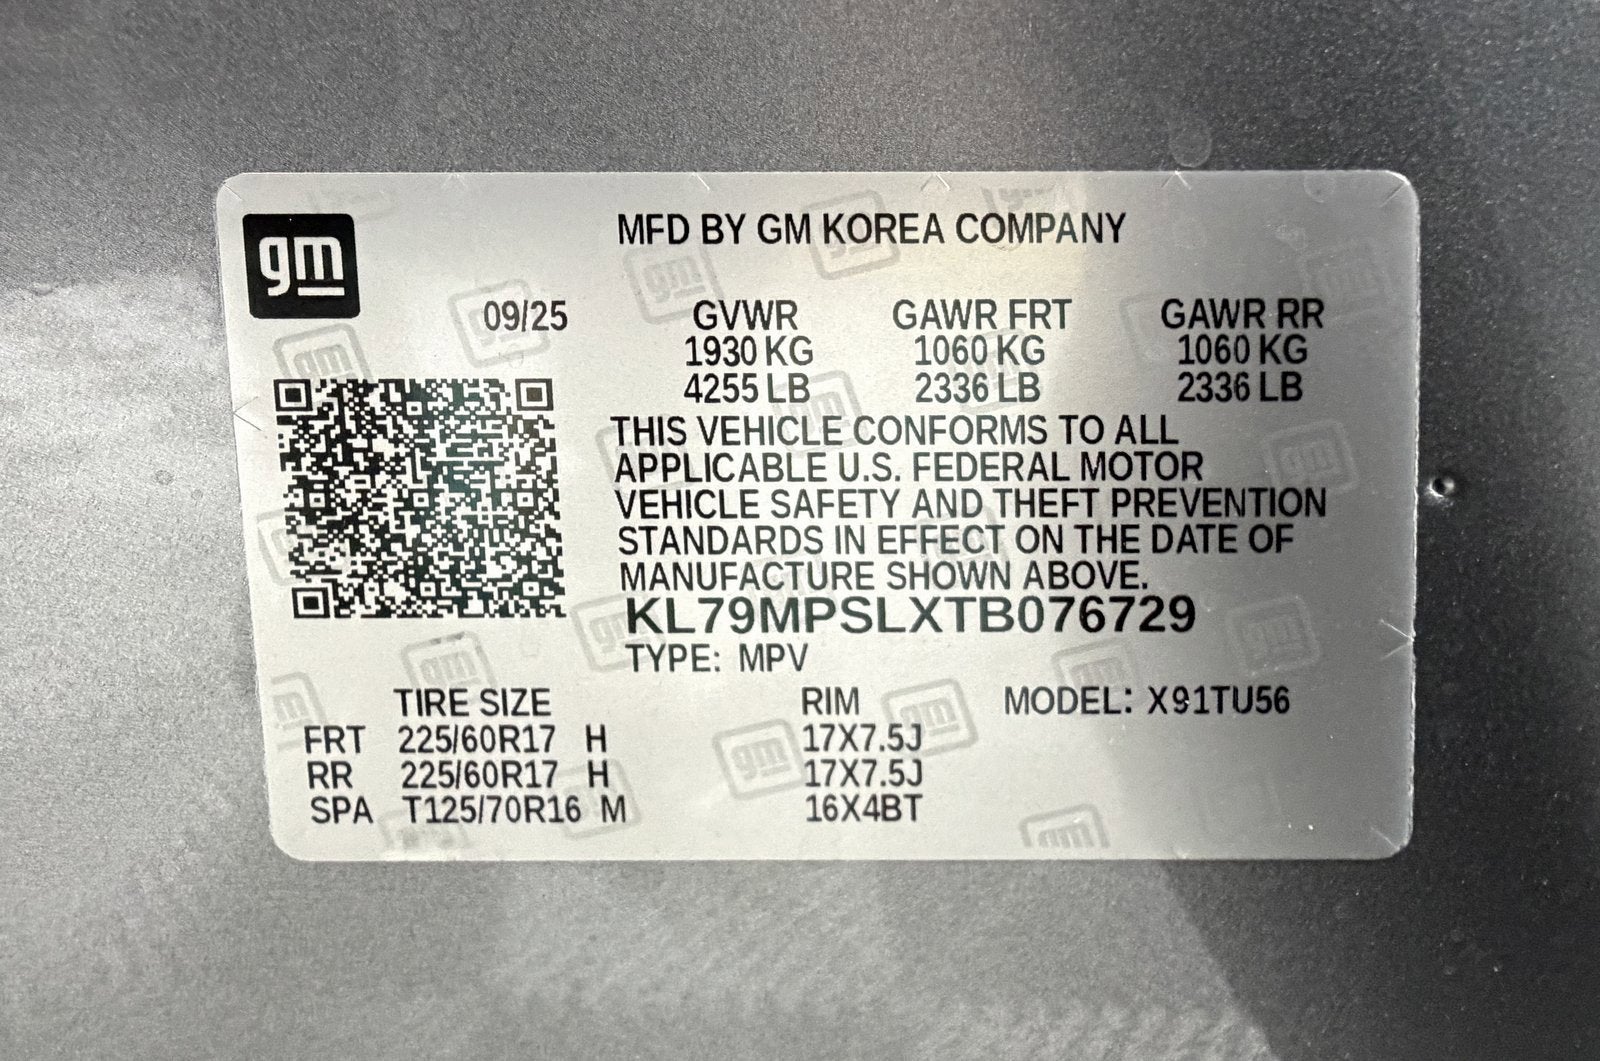 gm
MFD BY GM KOREA COMPANY
09/25 GVWR GAWR FRT GAWR RR
1930 KG 1060 KG 1060 KG
4255 LB 2336 LB 2336 LB
THIS VEHICLE CONFORMS TO ALL
APPLICABLE U.S. FEDERAL MOTOR
VEHICLE SAFETY AND THEFT PREVENTION
STANDARDS IN EFFECT ON THE DATE OF
MANUFACTURE SHOWN ABOVE.
KL79MPSLXTB076729
TYPE: MPV
TIRE SIZE RIM MODEL: X91TU56
FRT 225/60R17 H 17X7.5J
RR 225/60R17 H 17X7.5J
SPA T125/70R16 M 16X4BT